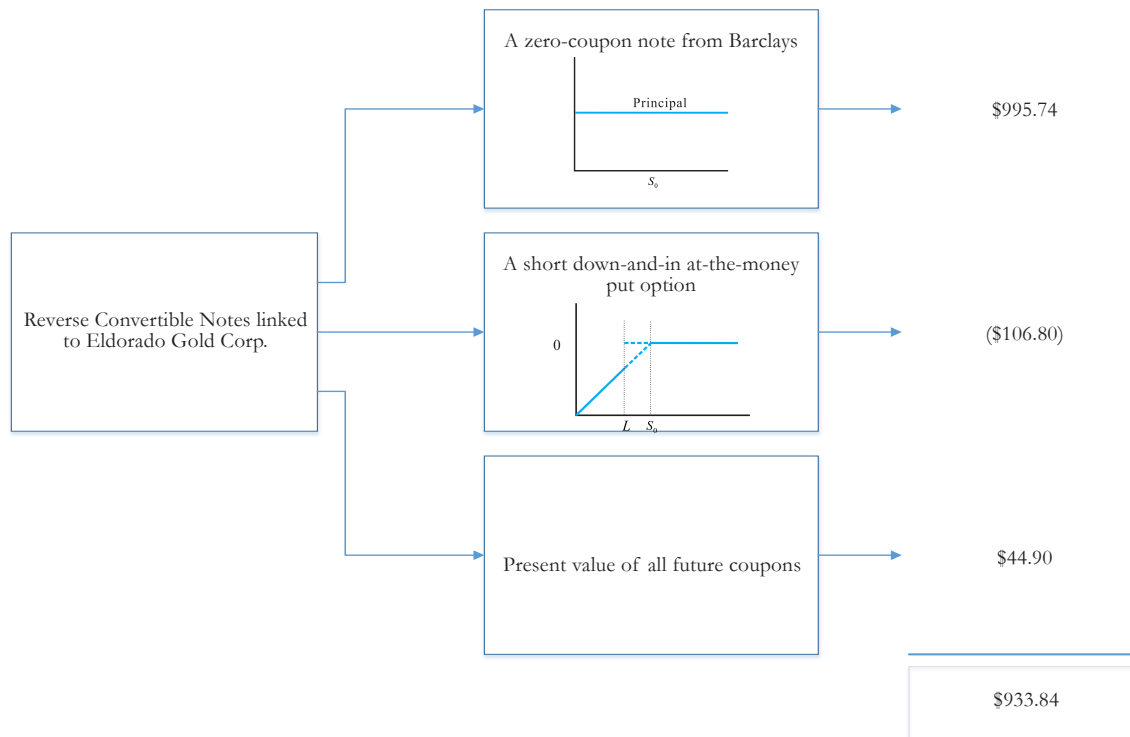 A zero-coupon note from Barclays
Principal
S₀
$995.74
Reverse Convertible Notes linked
to Eldorado Gold Corp.
A short down-and-in at-the-money
put option
0
L S₀
($106.80)
Present value of all future coupons
$44.90
$933.84